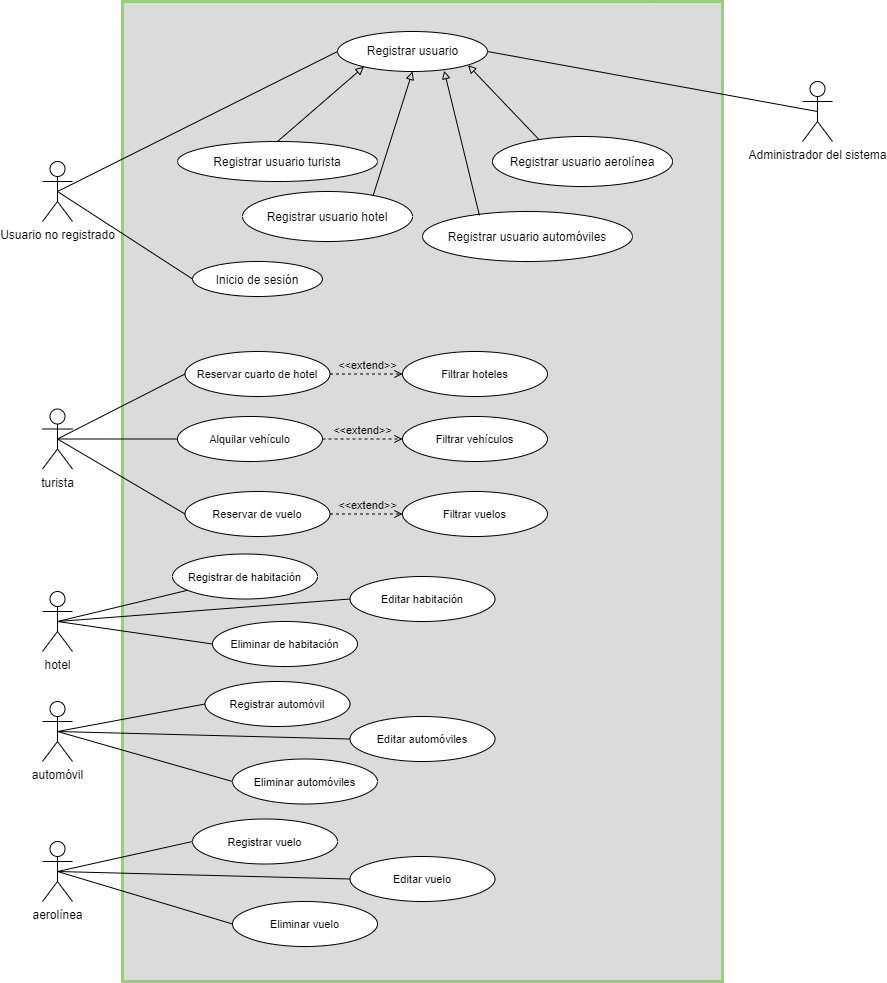 Registrar usuario
Administrador del sistema
Registrar usuario turista
Registrar usuario aerolínea
Registrar usuario hotel
Registrar usuario automóviles
Usuario no registrado
Inicio de sesión
Reservar cuarto de hotel
<<extend>>
Filtrar hoteles
Alquilar vehículo
<<extend>>
Filtrar vehículos
turista
Reservar de vuelo
<<extend>>
Filtrar vuelos
Registrar de habitación
Editar habitación
Eliminar de habitación
hotel
Registrar automóvil
Editar automóviles
automóvil
Eliminar automóviles
Registrar vuelo
Editar vuelo
aerolínea
Eliminar vuelo